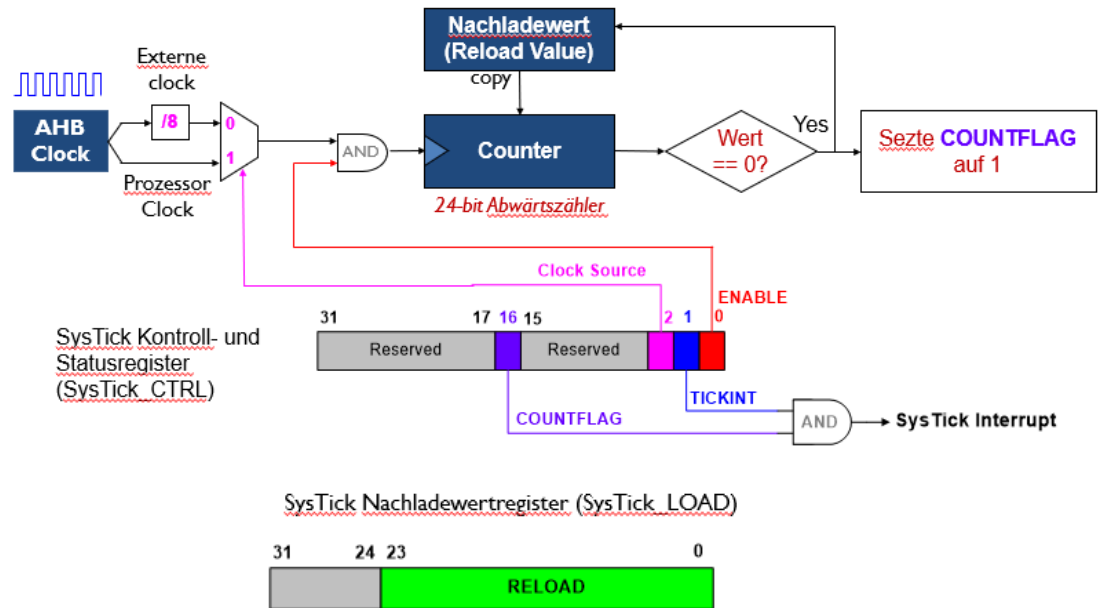 Nachladewert
(Reload Value)
copy
Externe
clock
AHB
Clock
/8
0
1
Prozessor
Clock
AND
Counter
24-bit Abwärtszähler
Wert
== 0?
Yes
Sezte COUNTFLAG
auf 1
Clock Source
ENABLE
31 17 16 15 2 1 0
SysTick Kontroll- und
Statusregister
(SysTick_CTRL)
Reserved Reserved
TICKINT
COUNTFLAG
AND
SysTick Interrupt
SysTick Nachladewertregister (SysTick_LOAD)
31 24 23 0
RELOAD